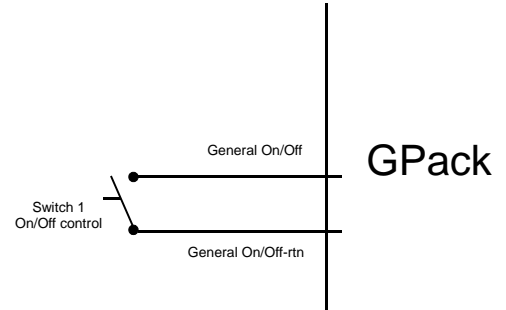 General On/Off
GPack
Switch 1
On/Off control
General On/Off-rtn